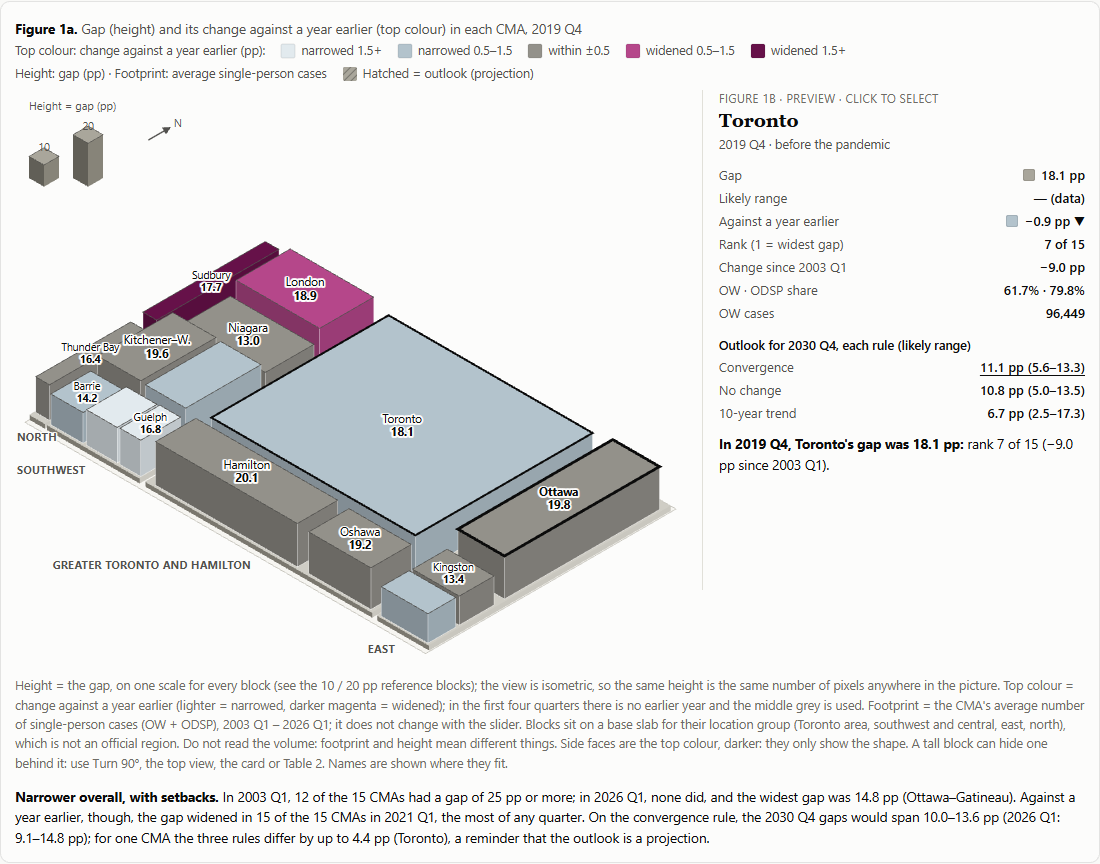 Figure 1a. Gap (height) and its change against a year earlier (top colour) in each CMA, 2019 Q4
Top colour: change against a year earlier (pp): narrowed 1.5+ narrowed 0.5–1.5 within ±0.5 widened 0.5–1.5 widened 1.5+
Height: gap (pp) · Footprint: average single-person cases Hatched = outlook (projection)
Height = gap (pp)
10
20
N
Sudbury
17.7
London
18.9
Niagara
13.0
Kitchener–W.
19.6
Thunder Bay
16.4
Barrie
14.2
Guelph
16.8
Toronto
18.1
Hamilton
20.1
Ottawa
19.8
Oshawa
19.2
Kingston
13.4
NORTH
SOUTHWEST
GREATER TORONTO AND HAMILTON
EAST
FIGURE 1B · PREVIEW · CLICK TO SELECT
Toronto
2019 Q4 · before the pandemic
Gap 18.1 pp
Likely range — (data)
Against a year earlier −0.9 pp ▼
Rank (1 = widest gap) 7 of 15
Change since 2003 Q1 −9.0 pp
OW · ODSP share 61.7% · 79.8%
OW cases 96,449
Outlook for 2030 Q4, each rule (likely range)
Convergence 11.1 pp (5.6–13.3)
No change 10.8 pp (5.0–13.5)
10-year trend 6.7 pp (2.5–17.3)
In 2019 Q4, Toronto's gap was 18.1 pp: rank 7 of 15 (−9.0
pp since 2003 Q1).
Height = the gap, on one scale for every block (see the 10 / 20 pp reference blocks); the view is isometric, so the same height is the same number of pixels anywhere in the picture. Top colour =
change against a year earlier (lighter = narrowed, darker magenta = widened); in the first four quarters there is no earlier year and the middle grey is used. Footprint = the CMA's average number
of single-person cases (OW + ODSP), 2003 Q1 – 2026 Q1; it does not change with the slider. Blocks sit on a base slab for their location group (Toronto area, southwest and central, east, north),
which is not an official region. Do not read the volume: footprint and height mean different things. Side faces are the top colour, darker: they only show the shape. A tall block can hide one
behind it: use Turn 90°, the top view, the card or Table 2. Names are shown where they fit.
Narrower overall, with setbacks. In 2003 Q1, 12 of the 15 CMAs had a gap of 25 pp or more; in 2026 Q1, none did, and the widest gap was 14.8 pp (Ottawa–Gatineau). Against a
year earlier, though, the gap widened in 15 of the 15 CMAs in 2021 Q1, the most of any quarter. On the convergence rule, the 2030 Q4 gaps would span 10.0–13.6 pp (2026 Q1:
9.1–14.8 pp); for one CMA the three rules differ by up to 4.4 pp (Toronto), a reminder that the outlook is a projection.